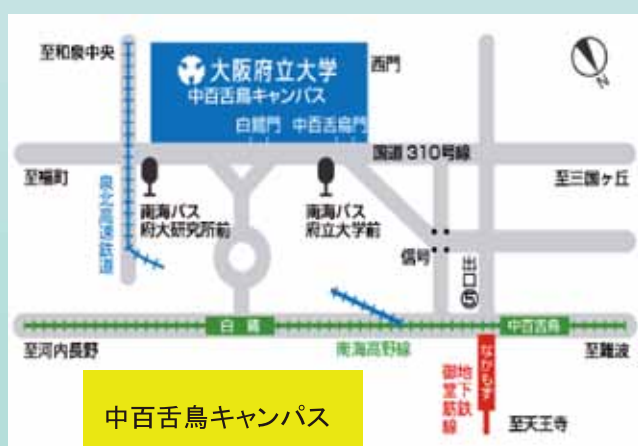 至和泉中央
大阪府立大学
中百舌鳥キャンパス
西門
白鷺門
中百舌鳥門
国道310号線
至福町
至三国ヶ丘
泉北高速鉄道
南海バス
府大研究所前
南海バス
府立大学前
信号
出口⑤
N
白鷺
中百舌鳥
至河内長野
南海高野線
至難波
なかもず
地下鉄
御堂筋線
至天王寺
中百舌鳥キャンパス